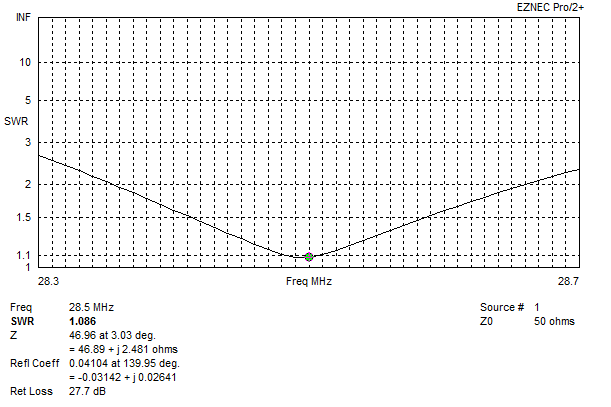 EZNEC Pro/2+
INF
10
5
SWR
3
2
1.5
1.1
1
28.3 Freq MHz 28.7
Freq 28.5 MHz Source # 1
SWR 1.086 Z0 50 ohms
Z 46.96 at 3.03 deg.
= 46.89 + j 2.481 ohms
Refl Coeff 0.04104 at 139.95 deg.
= -0.03142 + j 0.02641
Ret Loss 27.7 dB